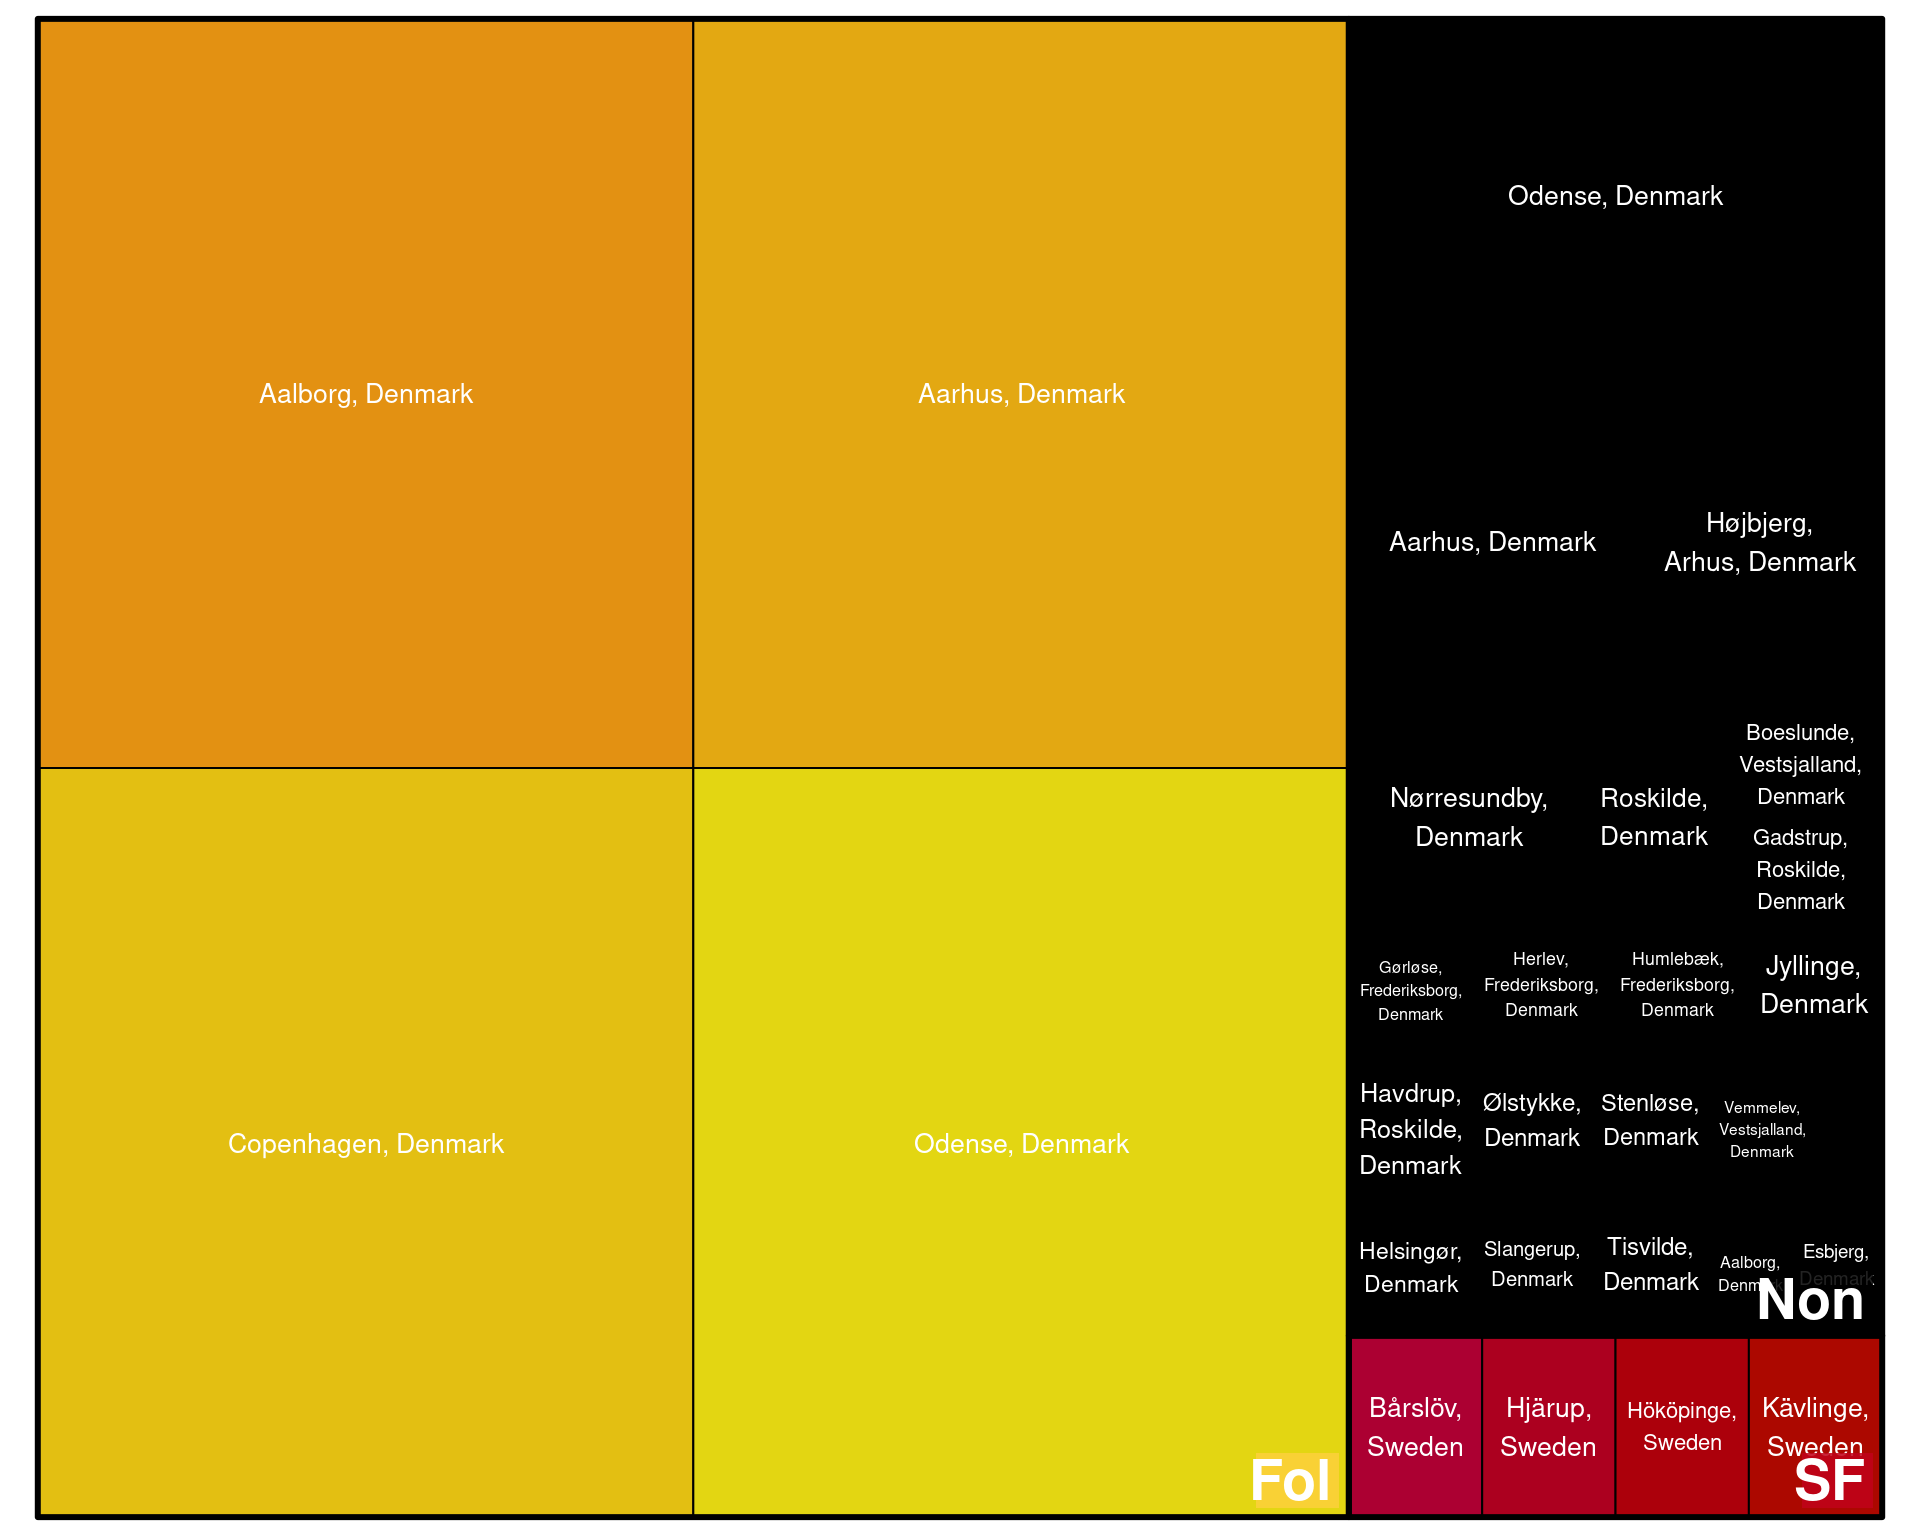 Aalborg, Denmark
Aarhus, Denmark
Copenhagen, Denmark
Odense, Denmark
Fol
Odense, Denmark
Aarhus, Denmark
Højbjerg,
Arhus, Denmark
Nørresundby,
Denmark
Roskilde,
Denmark
Boeslunde,
Vestsjalland,
Denmark
Gadstrup,
Roskilde,
Denmark
Gørløse,
Frederiksborg,
Denmark
Herlev,
Frederiksborg,
Denmark
Humlebæk,
Frederiksborg,
Denmark
Jyllinge,
Denmark
Havdrup,
Roskilde,
Denmark
Ølstykke,
Denmark
Stenløse,
Denmark
Vemmelev,
Vestsjalland,
Denmark
Helsingør,
Denmark
Slangerup,
Denmark
Tisvilde,
Denmark
Aalborg,
Denmark
Esbjerg,
Denmark
Non
Bårslöv,
Sweden
Hjärup,
Sweden
Hököpinge,
Sweden
Kävlinge,
Sweden
SF